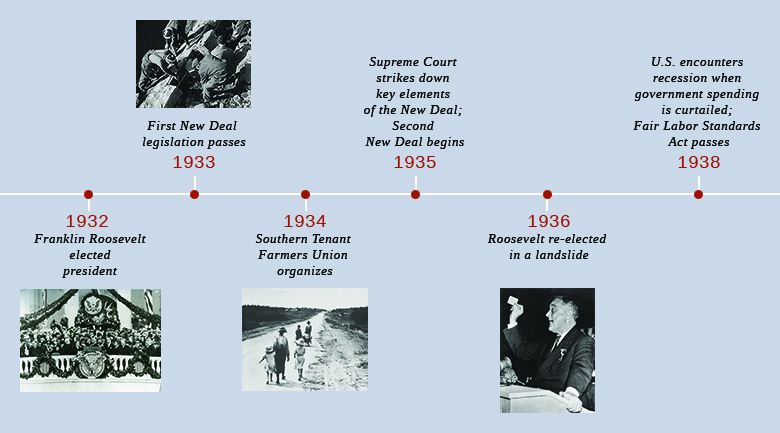 1932
Franklin Roosevelt
elected
president
First New Deal
legislation passes
1933
1934
Southern Tenant
Farmers Union
organizes
Supreme Court
strikes down
key elements
of the New Deal;
Second
New Deal begins
1935
1936
Roosevelt re-elected
in a landslide
U.S. encounters
recession when
government spending
is curtailed;
Fair Labor Standards
Act passes
1938